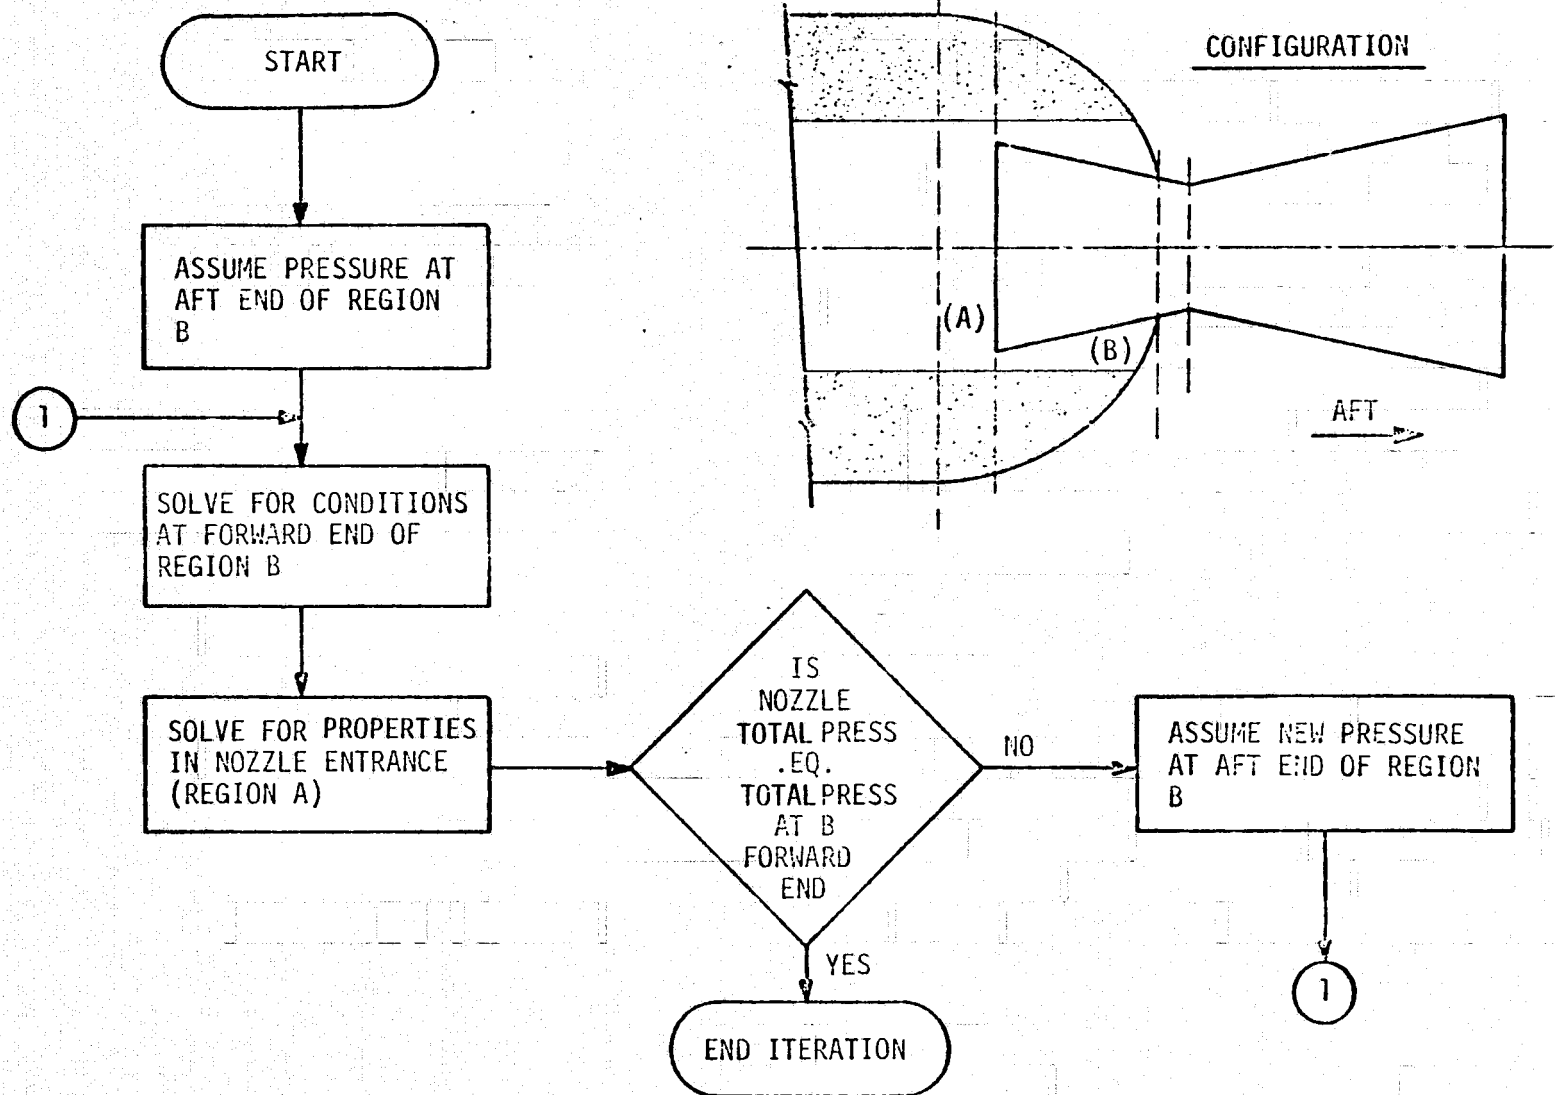 START
CONFIGURATION
ASSUME PRESSURE AT
AFT END OF REGION
B
(A)
(B)
AFT
1
SOLVE FOR CONDITIONS
AT FORWARD END OF
REGION B
SOLVE FOR PROPERTIES
IN NOZZLE ENTRANCE
(REGION A)
IS
NOZZLE
TOTAL PRESS
.EQ.
TOTAL PRESS
AT B
FORWARD
END
NO
ASSUME NEW PRESSURE
AT AFT END OF REGION
B
YES
1
END ITERATION